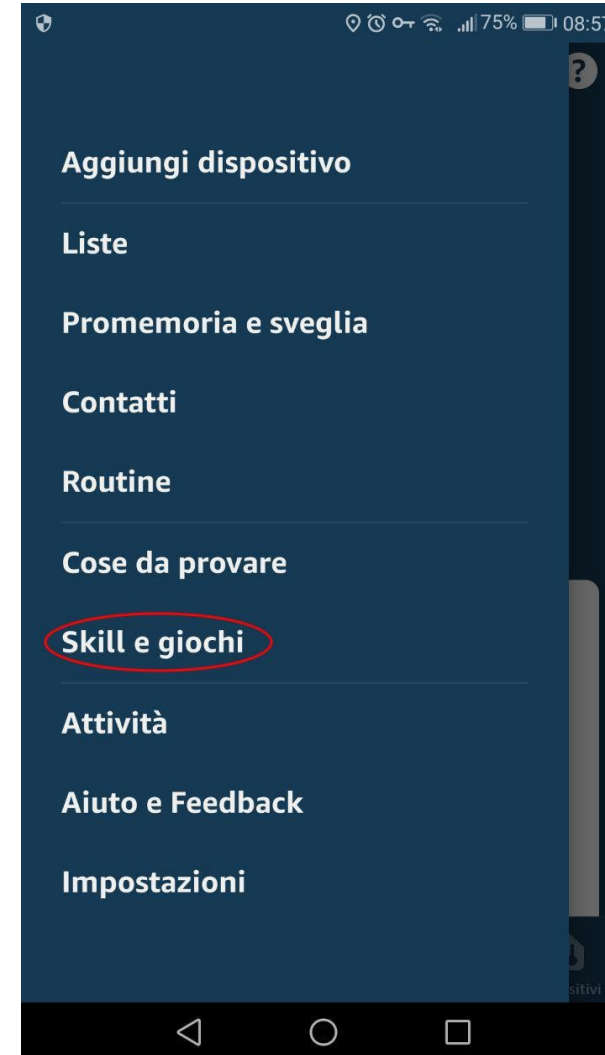 75% 08:57
?
Aggiungi dispositivo
Liste
Promemoria e sveglia
Contatti
Routine
Cose da provare
Skill e giochi
Attività
Aiuto e Feedback
Impostazioni
sitivi